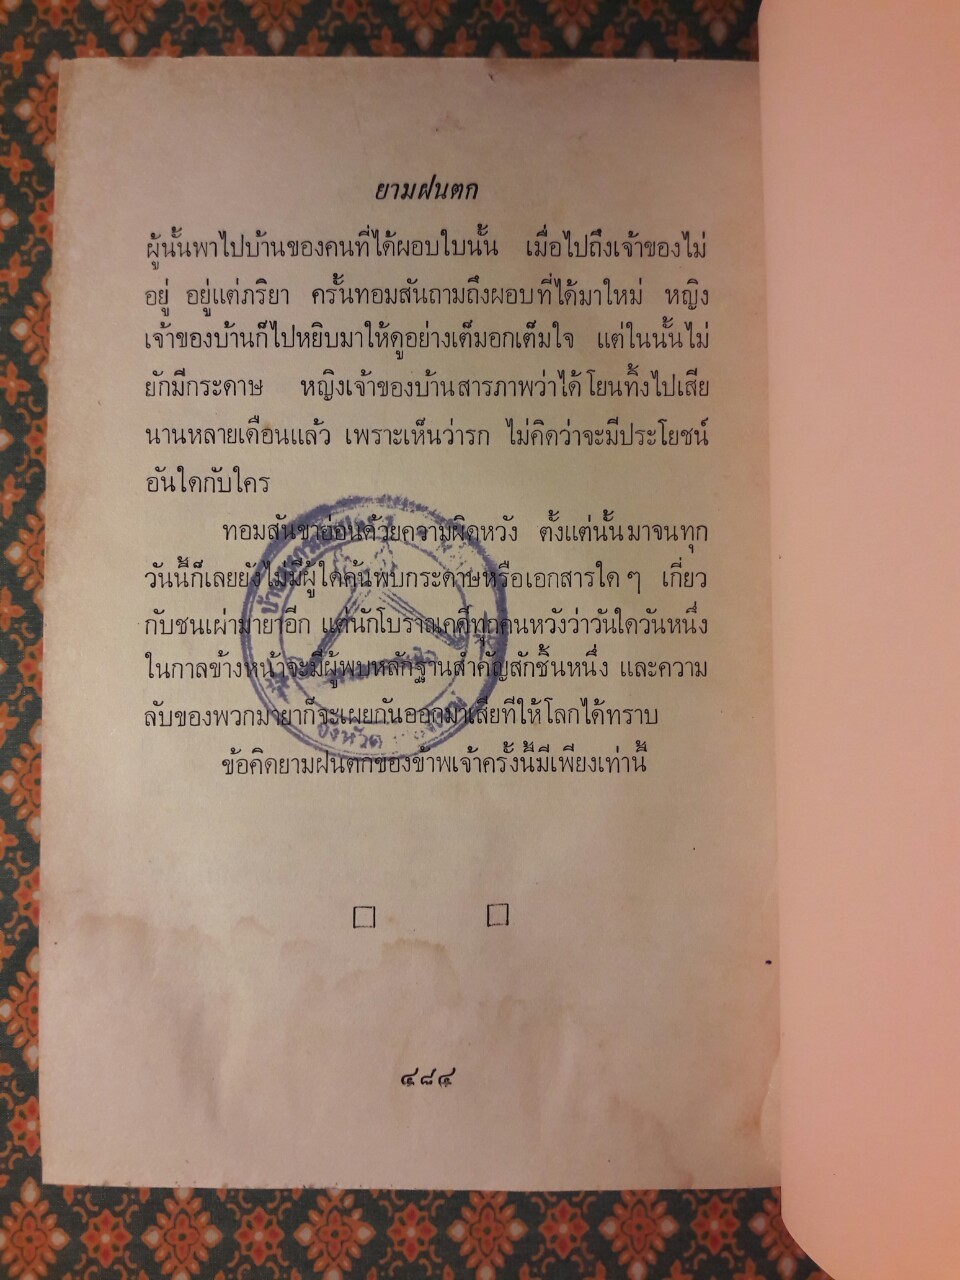 ยามฝนตก
ผู้นั้นพาไปบ้านของคนที่ได้ผอบใบนั้น เมื่อไปถึงเจ้าของไม่
อยู่ อยู่แต่ภริยา ครั้นทอมสันถามถึงผอบที่ได้มาใหม่ หญิง
เจ้าของบ้านก็ไปหยิบมาให้ดูอย่างเต็มอกเต็มใจ แต่ในนั้นไม่
ยักมีกระดาษ หญิงเจ้าของบ้านสารภาพว่าได้โยนทิ้งไปเสีย
นานหลายเดือนแล้ว เพราะเห็นว่ารก ไม่คิดว่าจะมีประโยชน์
อันใดกับใคร
ทอมสันขาอ่อนด้วยความผิดหวัง ตั้งแต่นั้นมาจนทุก
วันนี้ก็เลยยังไม่มีผู้ใดค้นพบกระดาษหรือเอกสารใดๆ เกี่ยว
กับชนเผ่ามายาอีก แต่นักโบราณคดีทุกคนหวังว่าวันใดวันหนึ่ง
ในกาลข้างหน้าจะมีผู้พบหลักฐานสำคัญสักชิ้นหนึ่ง และความ
ลับของพวกมายาก็จะเผยกันออกมาเสียทีให้โลกได้ทราบ
ข้อคิดยามฝนตกของข้าพเจ้าครั้งนี้มีเพียงเท่านี้
จังหวัด
๔๘๔